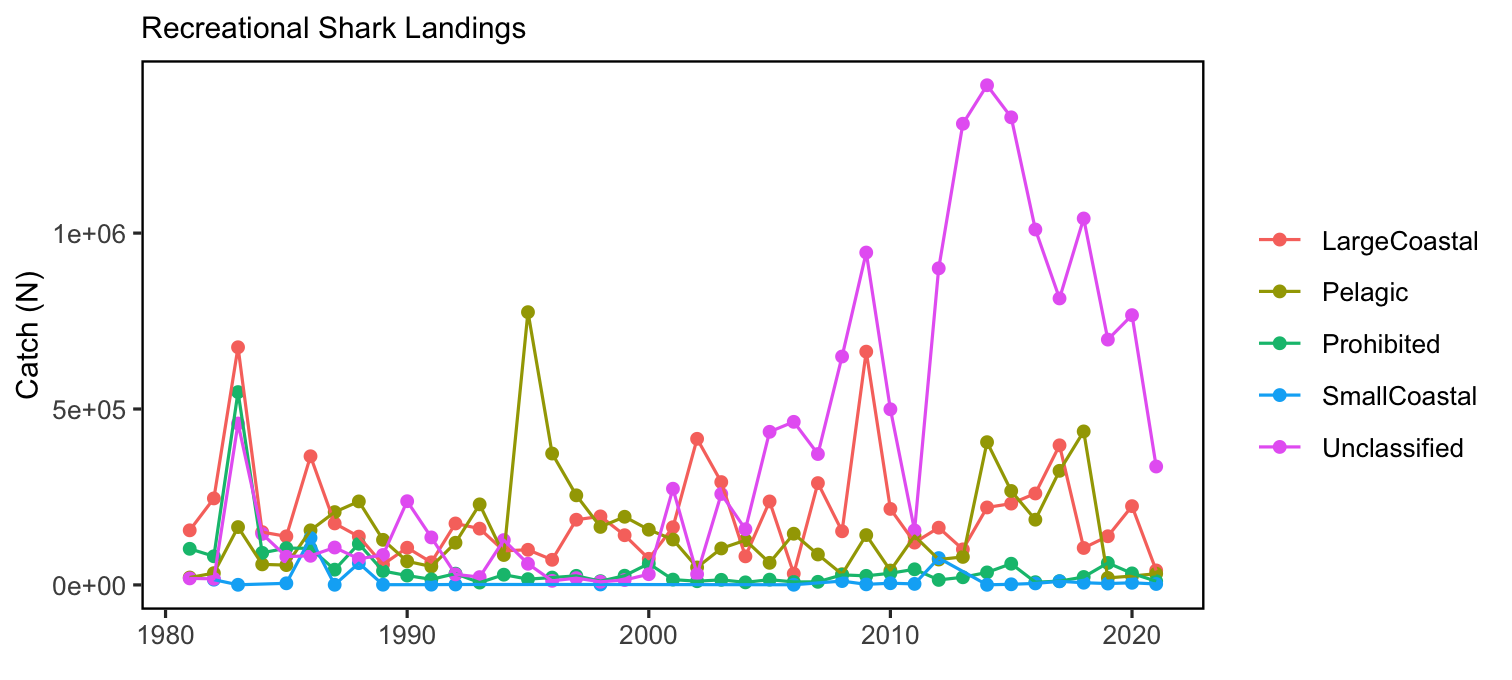 Recreational Shark Landings
Catch (N)
1e+06
5e+05
0e+00
1980 1990 2000 2010 2020
LargeCoastal
Pelagic
Prohibited
SmallCoastal
Unclassified